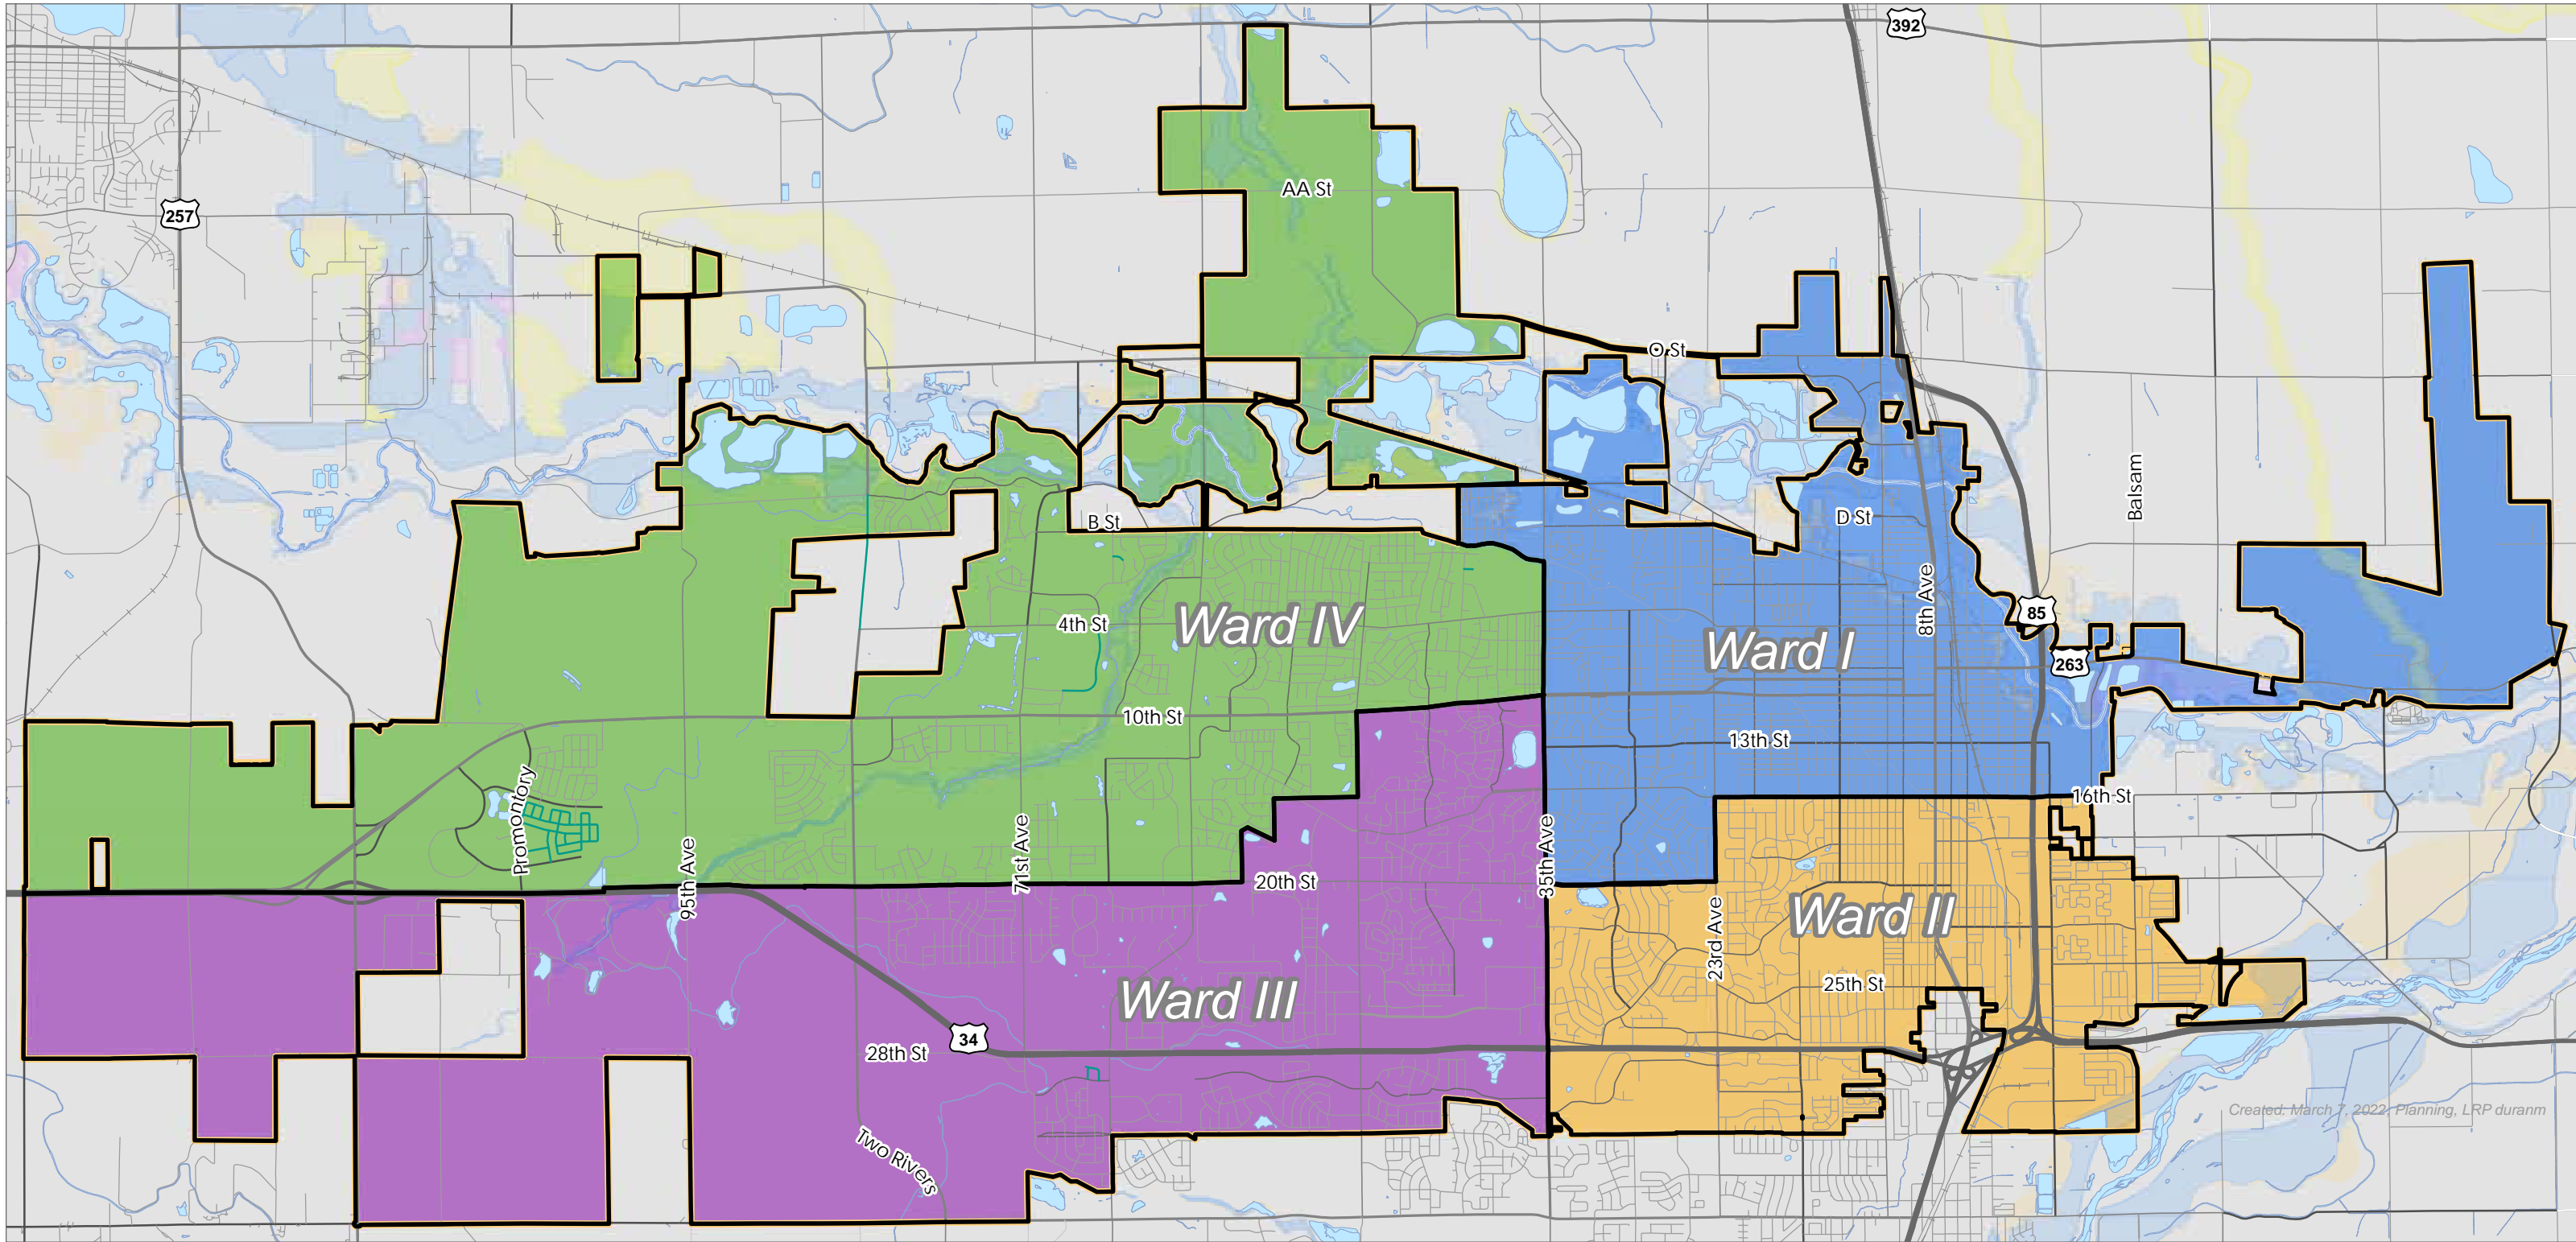 392
257
AA St
O St
Balsam
B St
D St
4th St
Ward IV
Ward I
8th Ave
85
263
10th St
13th St
Promontory
16th St
95th Ave
71st Ave
20th St
35th Ave
23rd Ave
Ward II
25th St
Ward III
34
28th St
Two Rivers
Created: March 7, 2022, Planning, LRP duranm